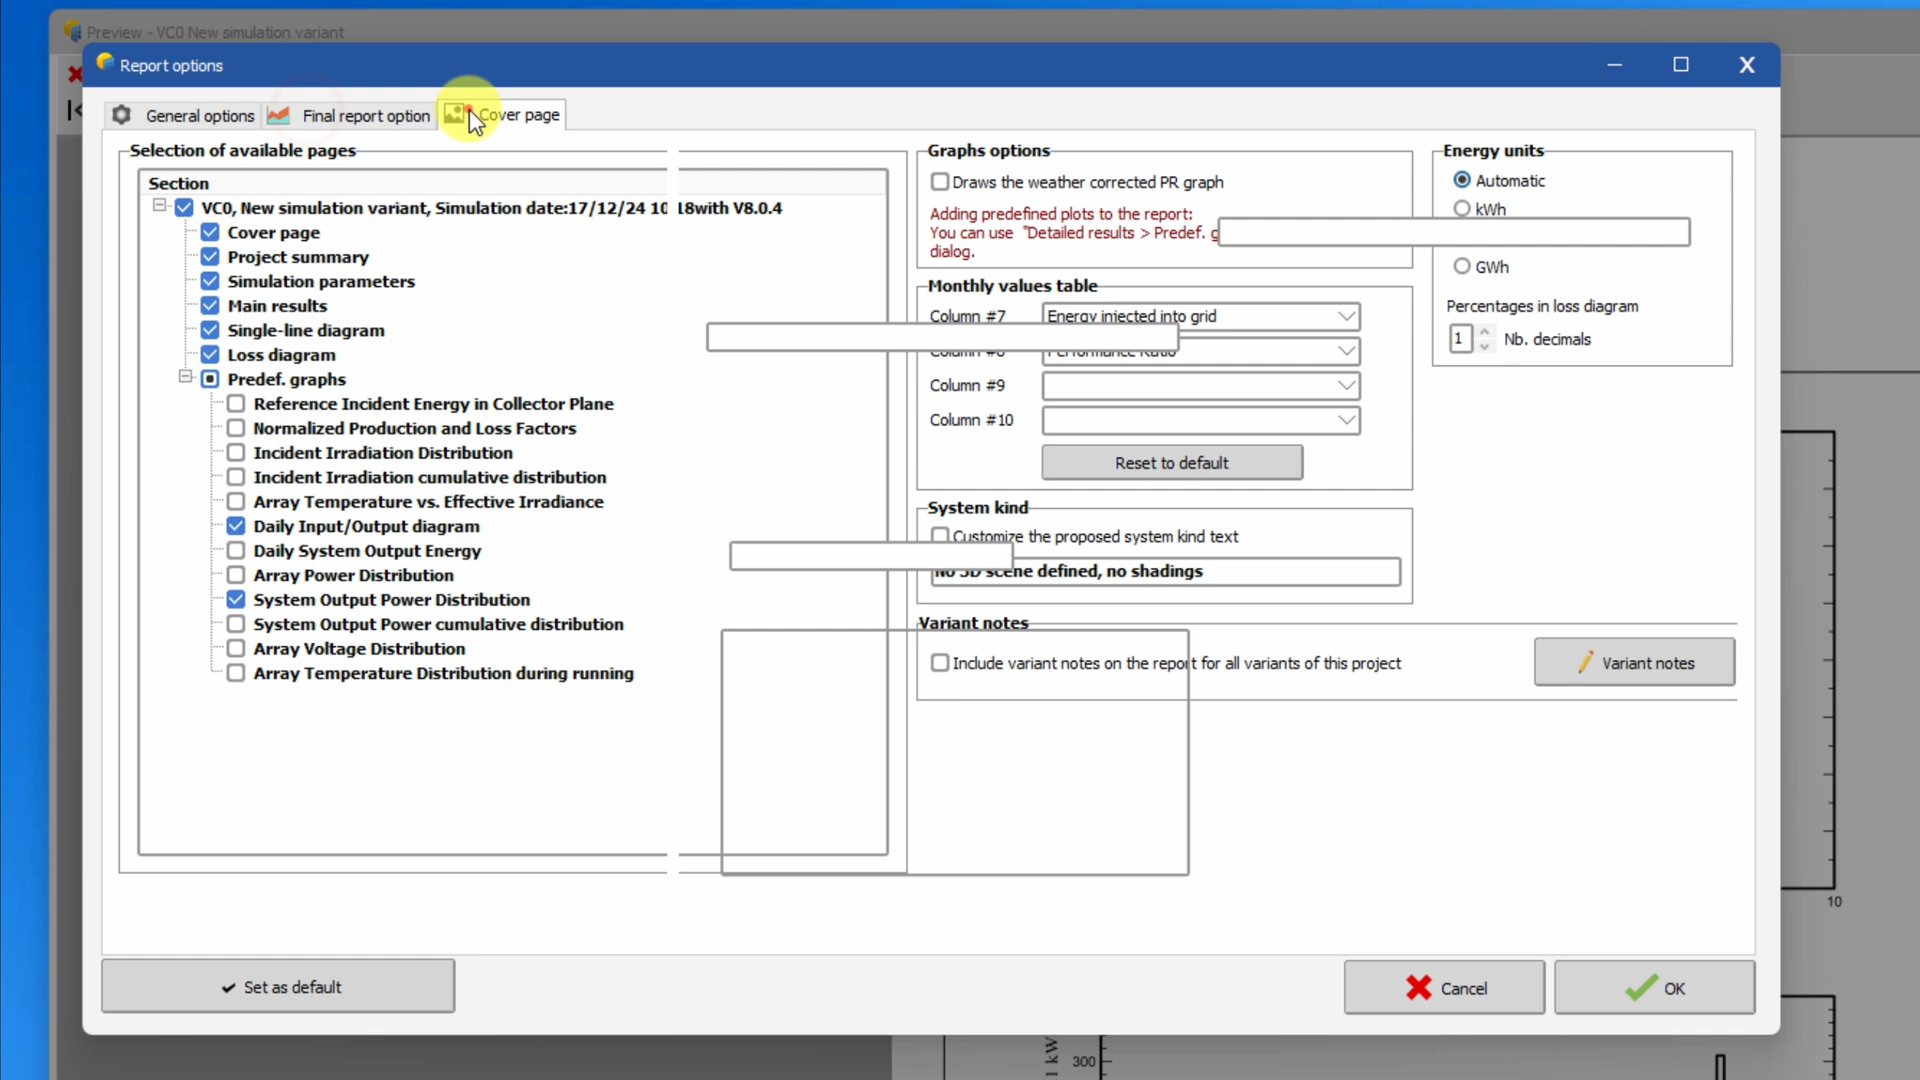 Preview - VC0 New simulation variant
Report options
General options
Final report option
Cover page
Selection of available pages
Section
VC0, New simulation variant, Simulation date:17/12/24 10 18with V8.0.4
Cover page
Project summary
Simulation parameters
Main results
Single-line diagram
Loss diagram
Predef. graphs
Reference Incident Energy in Collector Plane
Normalized Production and Loss Factors
Incident Irradiation Distribution
Incident Irradiation cumulative distribution
Array Temperature vs. Effective Irradiance
Daily Input/Output diagram
Daily System Output Energy
Array Power Distribution
System Output Power Distribution
System Output Power cumulative distribution
Array Voltage Distribution
Array Temperature Distribution during running
Graphs options
Draws the weather corrected PR graph
Adding predefined plots to the report:
You can use "Detailed results > Predef. g
dialog.
Monthly values table
Column #7 Energy injected into grid
Column #8 Performance Ratio
Column #9
Column #10
Reset to default
System kind
Customize the proposed system kind text
No 3D scene defined, no shadings
Variant notes
Include variant notes on the report for all variants of this project
Variant notes
Energy units
Automatic
kWh
GWh
Percentages in loss diagram
1 Nb. decimals
Set as default
Cancel
OK
10
1 kW
300